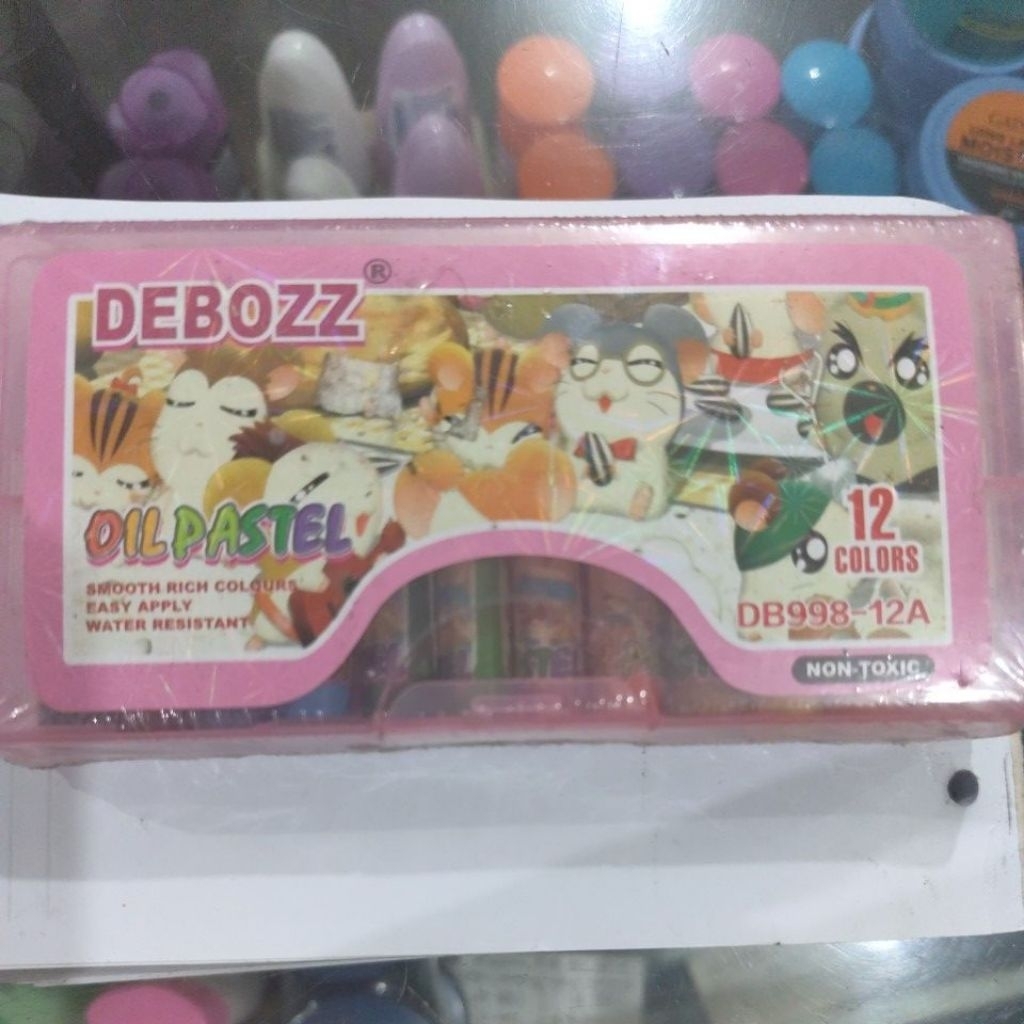 DEBOZZ®
OIL PASTEL
SMOOTH RICH COLOURS
EASY APPLY
WATER RESISTANT
12
COLORS
DB998-12A
NON-TOXIC